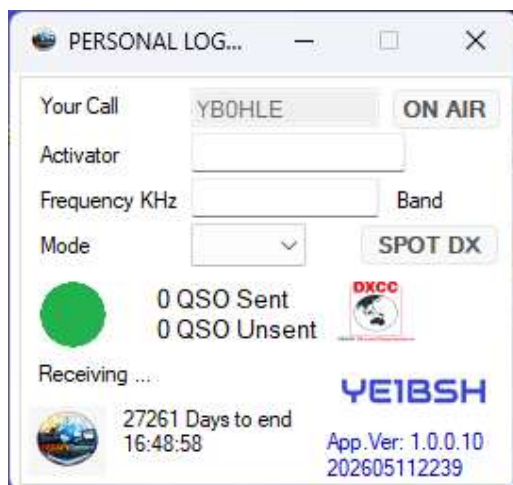 PERSONAL LOG...
Your Call YB0HLE ON AIR
Activator
Frequency KHz Band
Mode SPOT DX
0 QSO Sent
0 QSO Unsent
DXCC
Receiving ...
YE1BSH
27261 Days to end
16:48:58
App.Ver: 1.0.0.10
202605112239